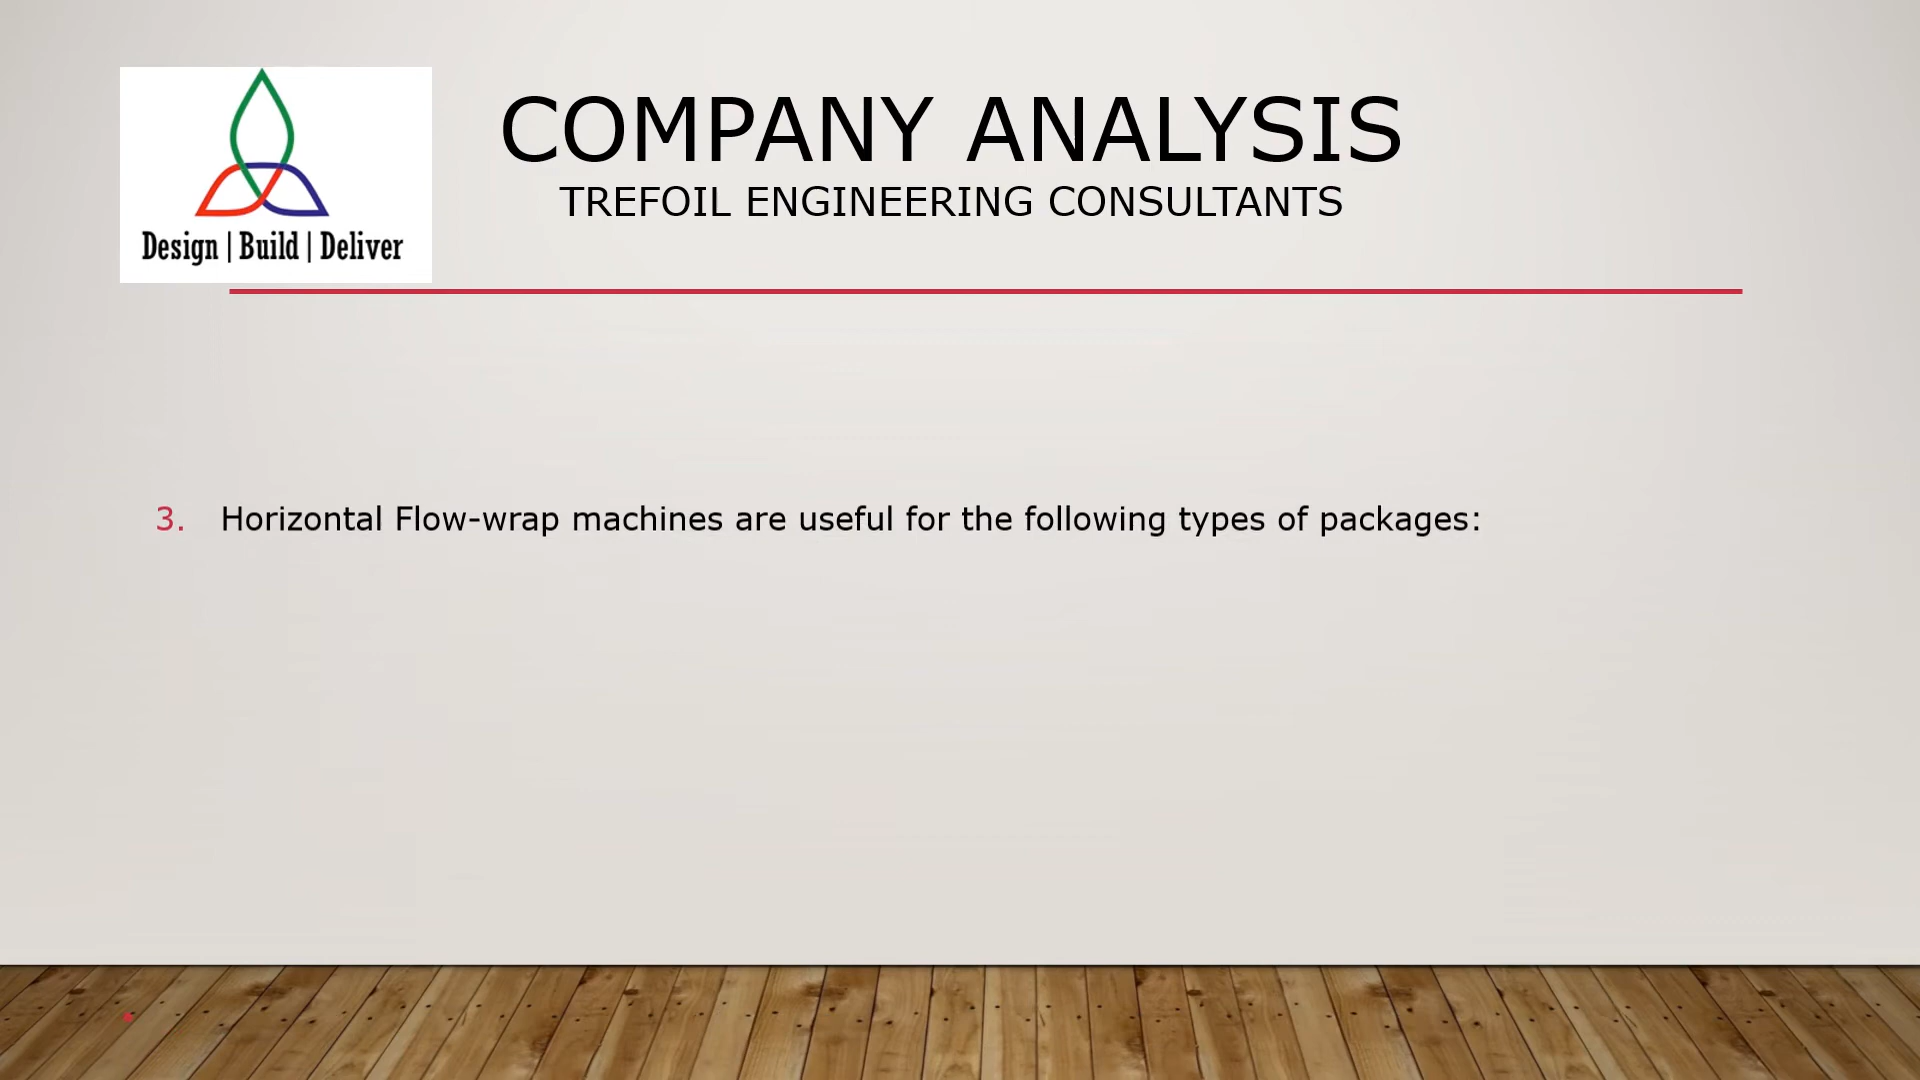 COMPANY ANALYSIS
TREFOIL ENGINEERING CONSULTANTS
Design | Build | Deliver
3. Horizontal Flow-wrap machines are useful for the following types of packages: